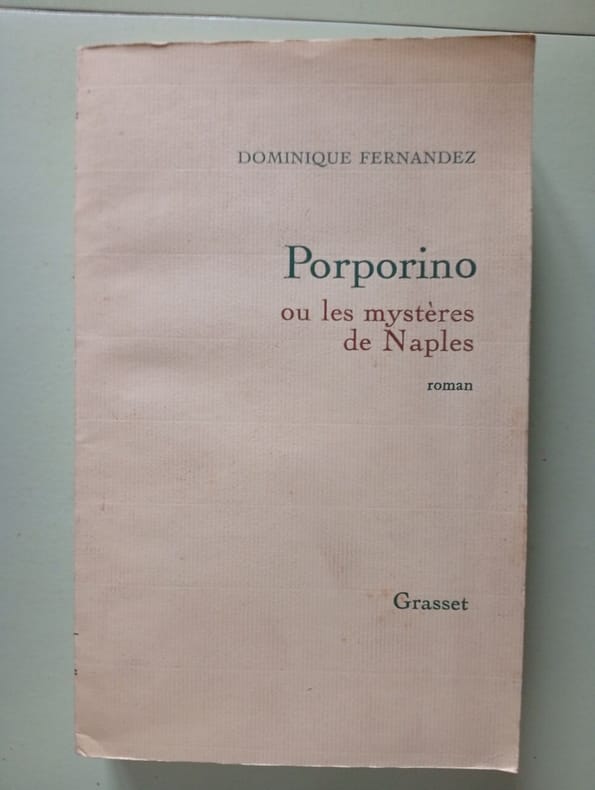 DOMINIQUE FERNANDEZ
Porporino
ou les mystères
de Naples
roman
Grasset